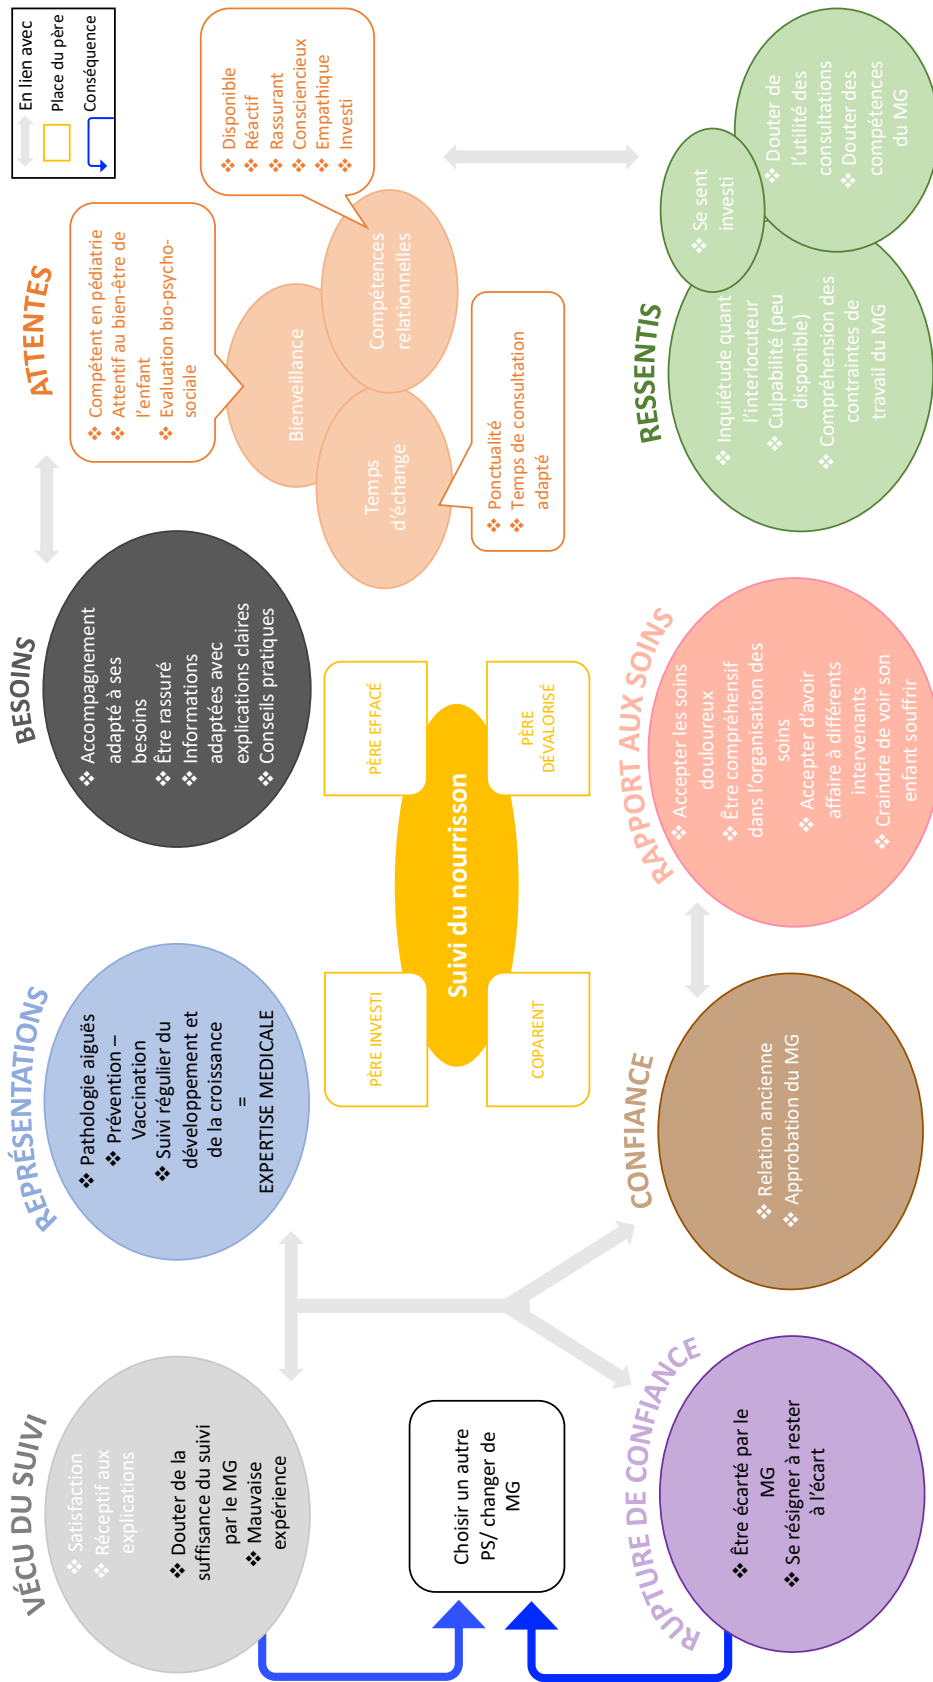 VÉCU DU SUIVI
❖ Satisfaction
❖ Réceptif aux
explications
❖ Douter de la
suffisance du suivi
par le MG
❖ Mauvaise
expérience
REPRÉSENTATIONS
❖ Pathologie aiguës
❖ Prévention –
Vaccination
❖ Suivi régulier du
développement et
de la croissance
=
EXPERTISE MEDICALE
BESOINS
❖ Accompagnement
adapté à ses
besoins
❖ Être rassuré
❖ Informations
adaptées avec
explications claires
❖ Conseils pratiques
ATTENTES
❖ Compétent en pédiatrie
❖ Attentif au bien-être de
l'enfant
❖ Evaluation bio-psycho-
sociale
Bienveillance
Temps
d'échange
Compétences
relationnelles
❖ Disponible
❖ Réactif
❖ Rassurant
❖ Consciencieux
❖ Empathique
❖ Investi
❖ Ponctualité
❖ Temps de consultation
adapté
En lien avec
Place du père
Conséquence
Choisir un autre
PS/ changer de
MG
PÈRE INVESTI
PÈRE EFFACÉ
Suivi du nourrisson
COPARENT
PÈRE
DÉVALORISÉ
RUPTURE DE CONFIANCE
❖ Être écarté par le
MG
❖ Se résigner à rester
à l'écart
CONFIANCE
❖ Relation ancienne
❖ Approbation du MG
RAPPORT AUX SOINS
❖ Accepter les soins
douloureux
❖ Être compréhensif
dans l'organisation des
soins
❖ Accepter d'avoir
affaire à différents
intervenants
❖ Craindre de voir son
enfant souffrir
RESSENTIS
❖ Inquiétude quant
l'interlocuteur
❖ Culpabilité (peu
disponible)
❖ Compréhension des
contraintes de
travail du MG
❖ Se sent
investi
❖ Douter de
l'utilité des
consultations
❖ Douter des
compétences
du MG